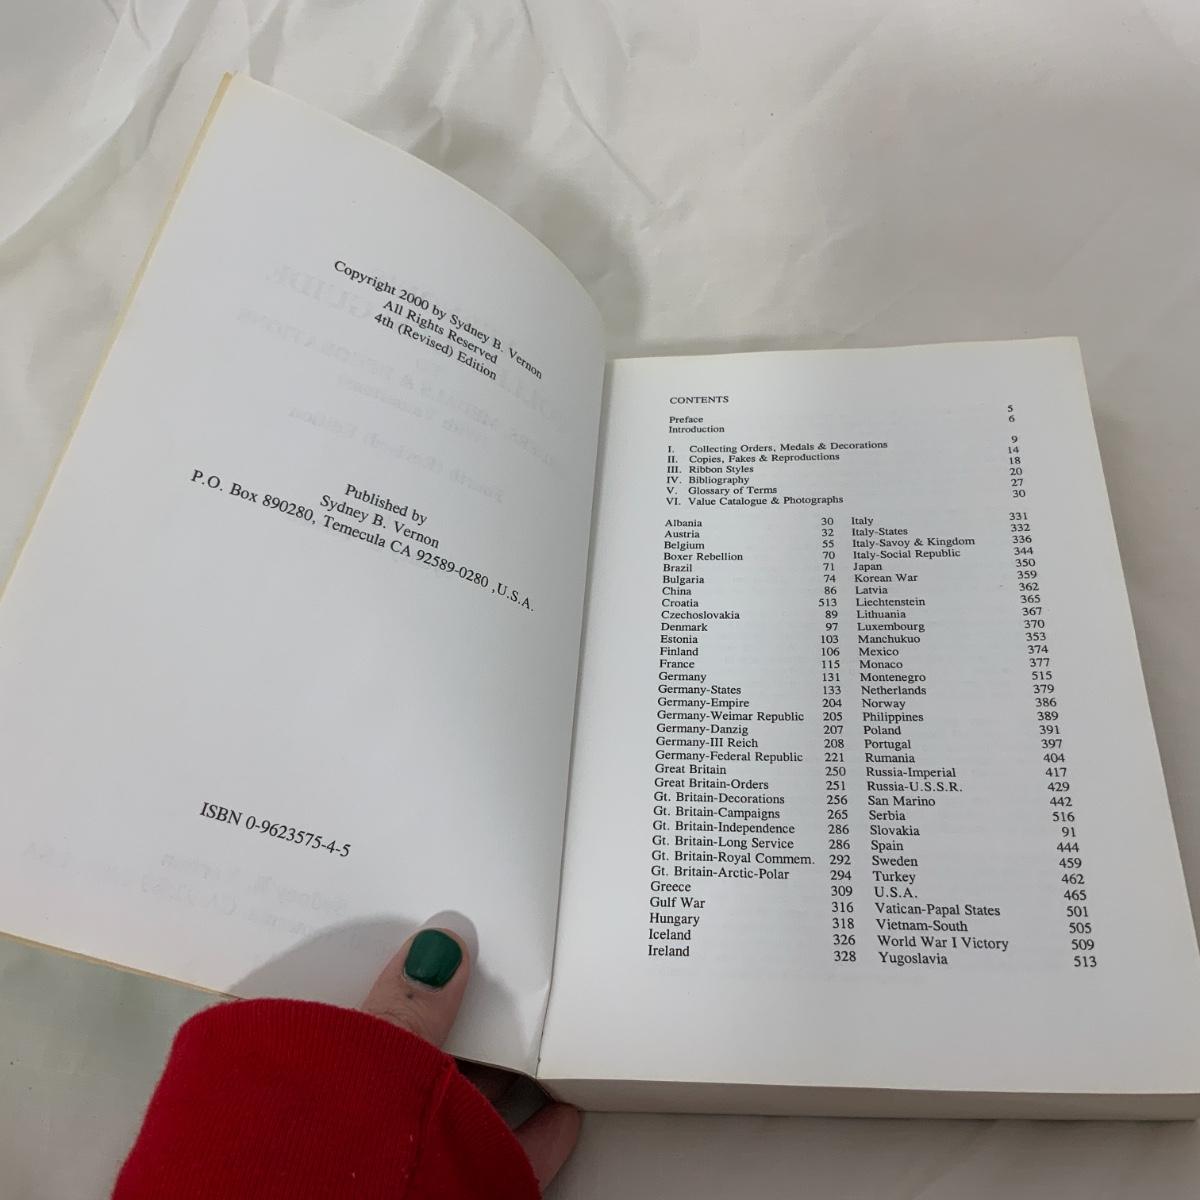 Copyright 2000 by Sydney B. Vernon
All Rights Reserved
4th (Revised) Edition
Published by
Sydney B. Vernon
P.O. Box 890280, Temecula CA 92589-0280 ,U.S.A.
ISBN 0-9623575-4-5
CONTENTS
Preface 5
Introduction 6
I. Collecting Orders, Medals & Decorations 9
II. Copies, Fakes & Reproductions 14
III. Ribbon Styles 18
IV. Bibliography 20
V. Glossary of Terms 27
VI. Value Catalogue & Photographs 30
Albania 30 Italy 331
Austria 32 Italy-States 332
Belgium 55 Italy-Savoy & Kingdom 336
Boxer Rebellion 70 Italy-Social Republic 344
Brazil 71 Japan 350
Bulgaria 74 Korean War 359
China 86 Latvia 362
Croatia 513 Liechtenstein 365
Czechoslovakia 89 Lithuania 367
Denmark 97 Luxembourg 370
Estonia 103 Manchukuo 353
Finland 106 Mexico 374
France 115 Monaco 377
Germany 131 Montenegro 515
Germany-States 133 Netherlands 379
Germany-Empire 204 Norway 386
Germany-Weimar Republic 205 Philippines 389
Germany-Danzig 207 Poland 391
Germany-III Reich 208 Portugal 397
Germany-Federal Republic 221 Rumania 404
Great Britain 250 Russia-Imperial 417
Great Britain-Orders 251 Russia-U.S.S.R. 429
Gt. Britain-Decorations 256 San Marino 442
Gt. Britain-Campaigns 265 Serbia 516
Gt. Britain-Independence 286 Slovakia 91
Gt. Britain-Long Service 286 Spain 444
Gt. Britain-Royal Commem. 292 Sweden 459
Gt. Britain-Arctic-Polar 294 Turkey 462
Greece 309 U.S.A. 465
Gulf War 316 Vatican-Papal States 501
Hungary 318 Vietnam-South 505
Iceland 326 World War I Victory 509
Ireland 328 Yugoslavia 513